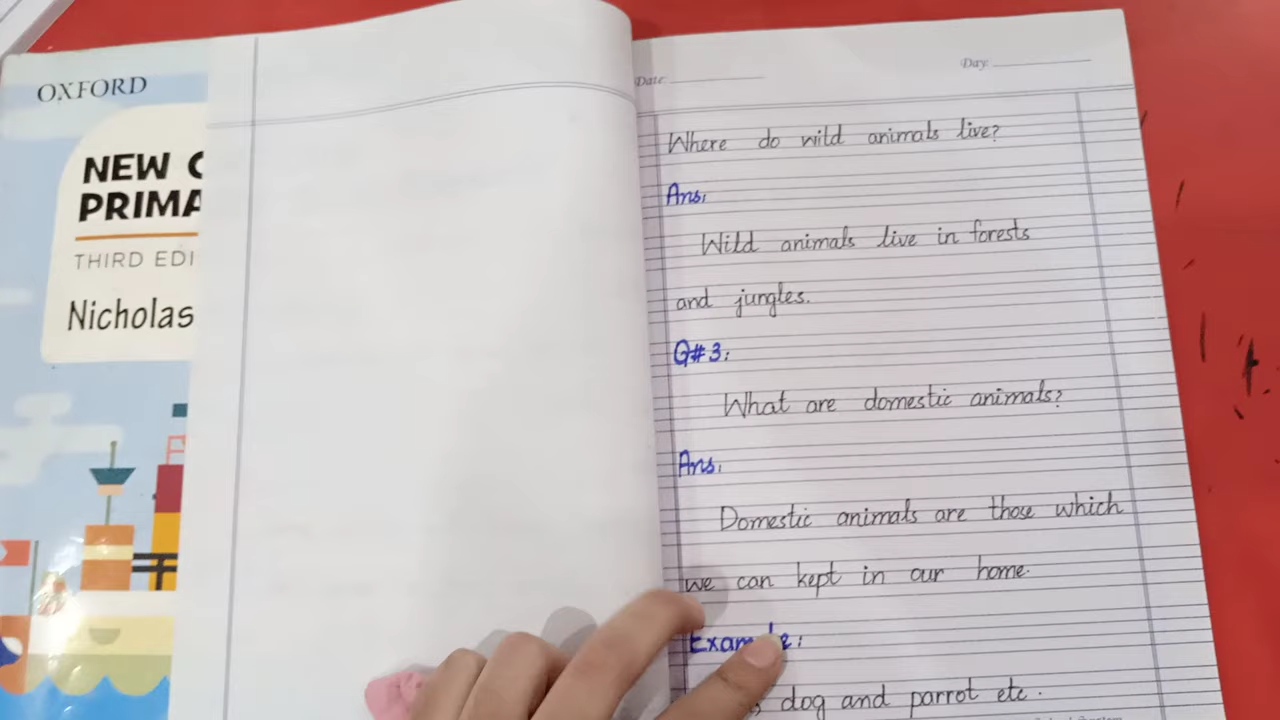 OXFORD
NEW
PRIMA
THIRD EDI
Nicholas
Date: Day:
Where do wild animals live?
Ans:
Wild animals live in forests
and jungles.
Q#3:
What are domestic animals?
Ans:
Domestic animals are those which
we can kept in our home.
Example:
dog and parrot etc.